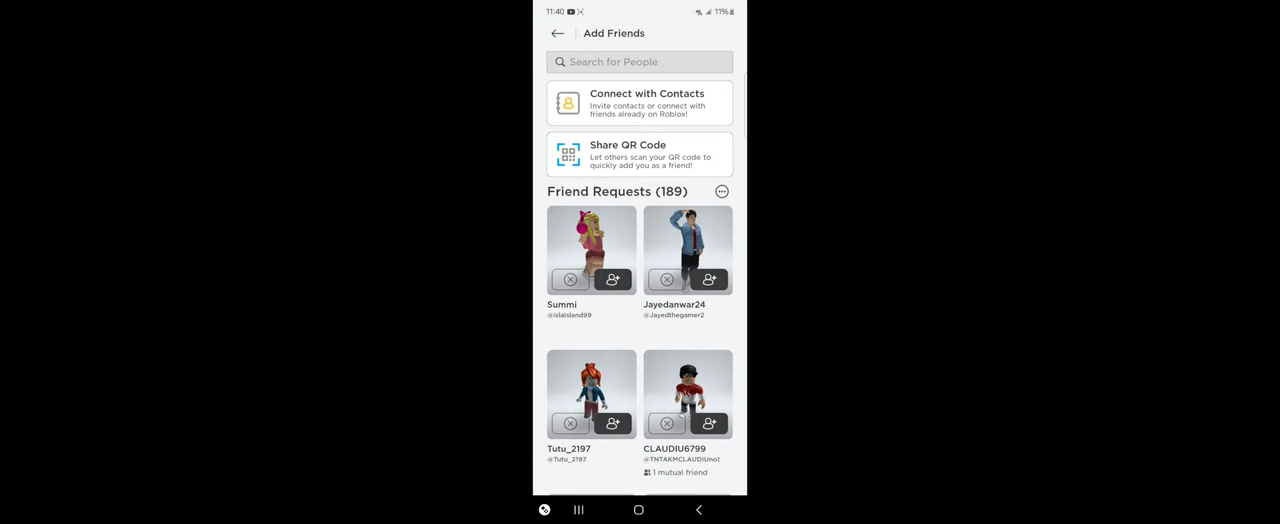 11:40
11%
Add Friends
Search for People
Connect with Contacts
Invite contacts or connect with
friends already on Roblox!
Share QR Code
Let others scan your QR code to
quickly add you as a friend!
Friend Requests (189)
Summi
@islaisland99
Jayedanwar24
@Jayedthegamer2
Tutu_2197
@Tutu_2197
CLAUDIU6799
@TNTAKMCLAUDIUno1
1 mutual friend